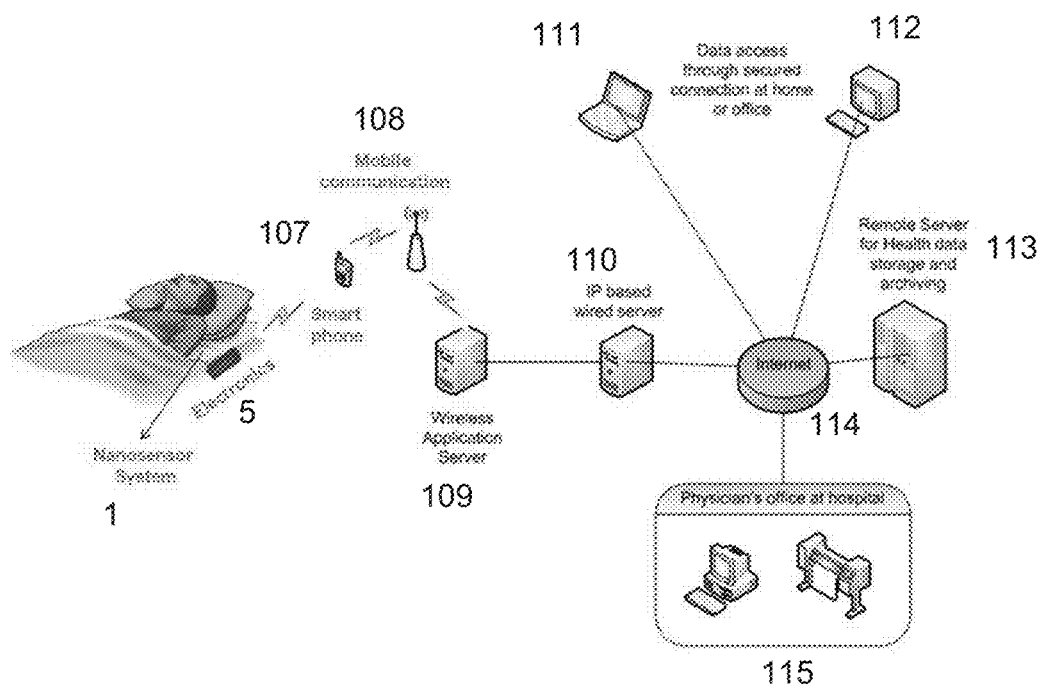 111
Data access
through secured
connection at home
or office
112
108
Mobile
communication
107
Smart
phone
110
IP based
wired server
Remote Server
for Health data
storage and
archiving
113
Electronics
5
Nanosensor
System
1
Wireless
Application
Server
109
Internet
114
Physician's office at hospital
115